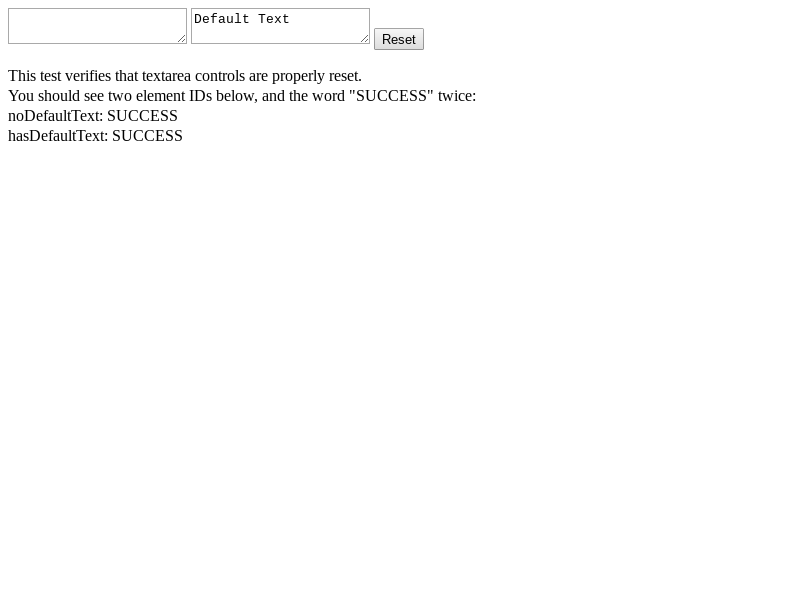 Default Text
Reset
This test verifies that textarea controls are properly reset.
You should see two element IDs below, and the word "SUCCESS" twice:
noDefaultText: SUCCESS
hasDefaultText: SUCCESS